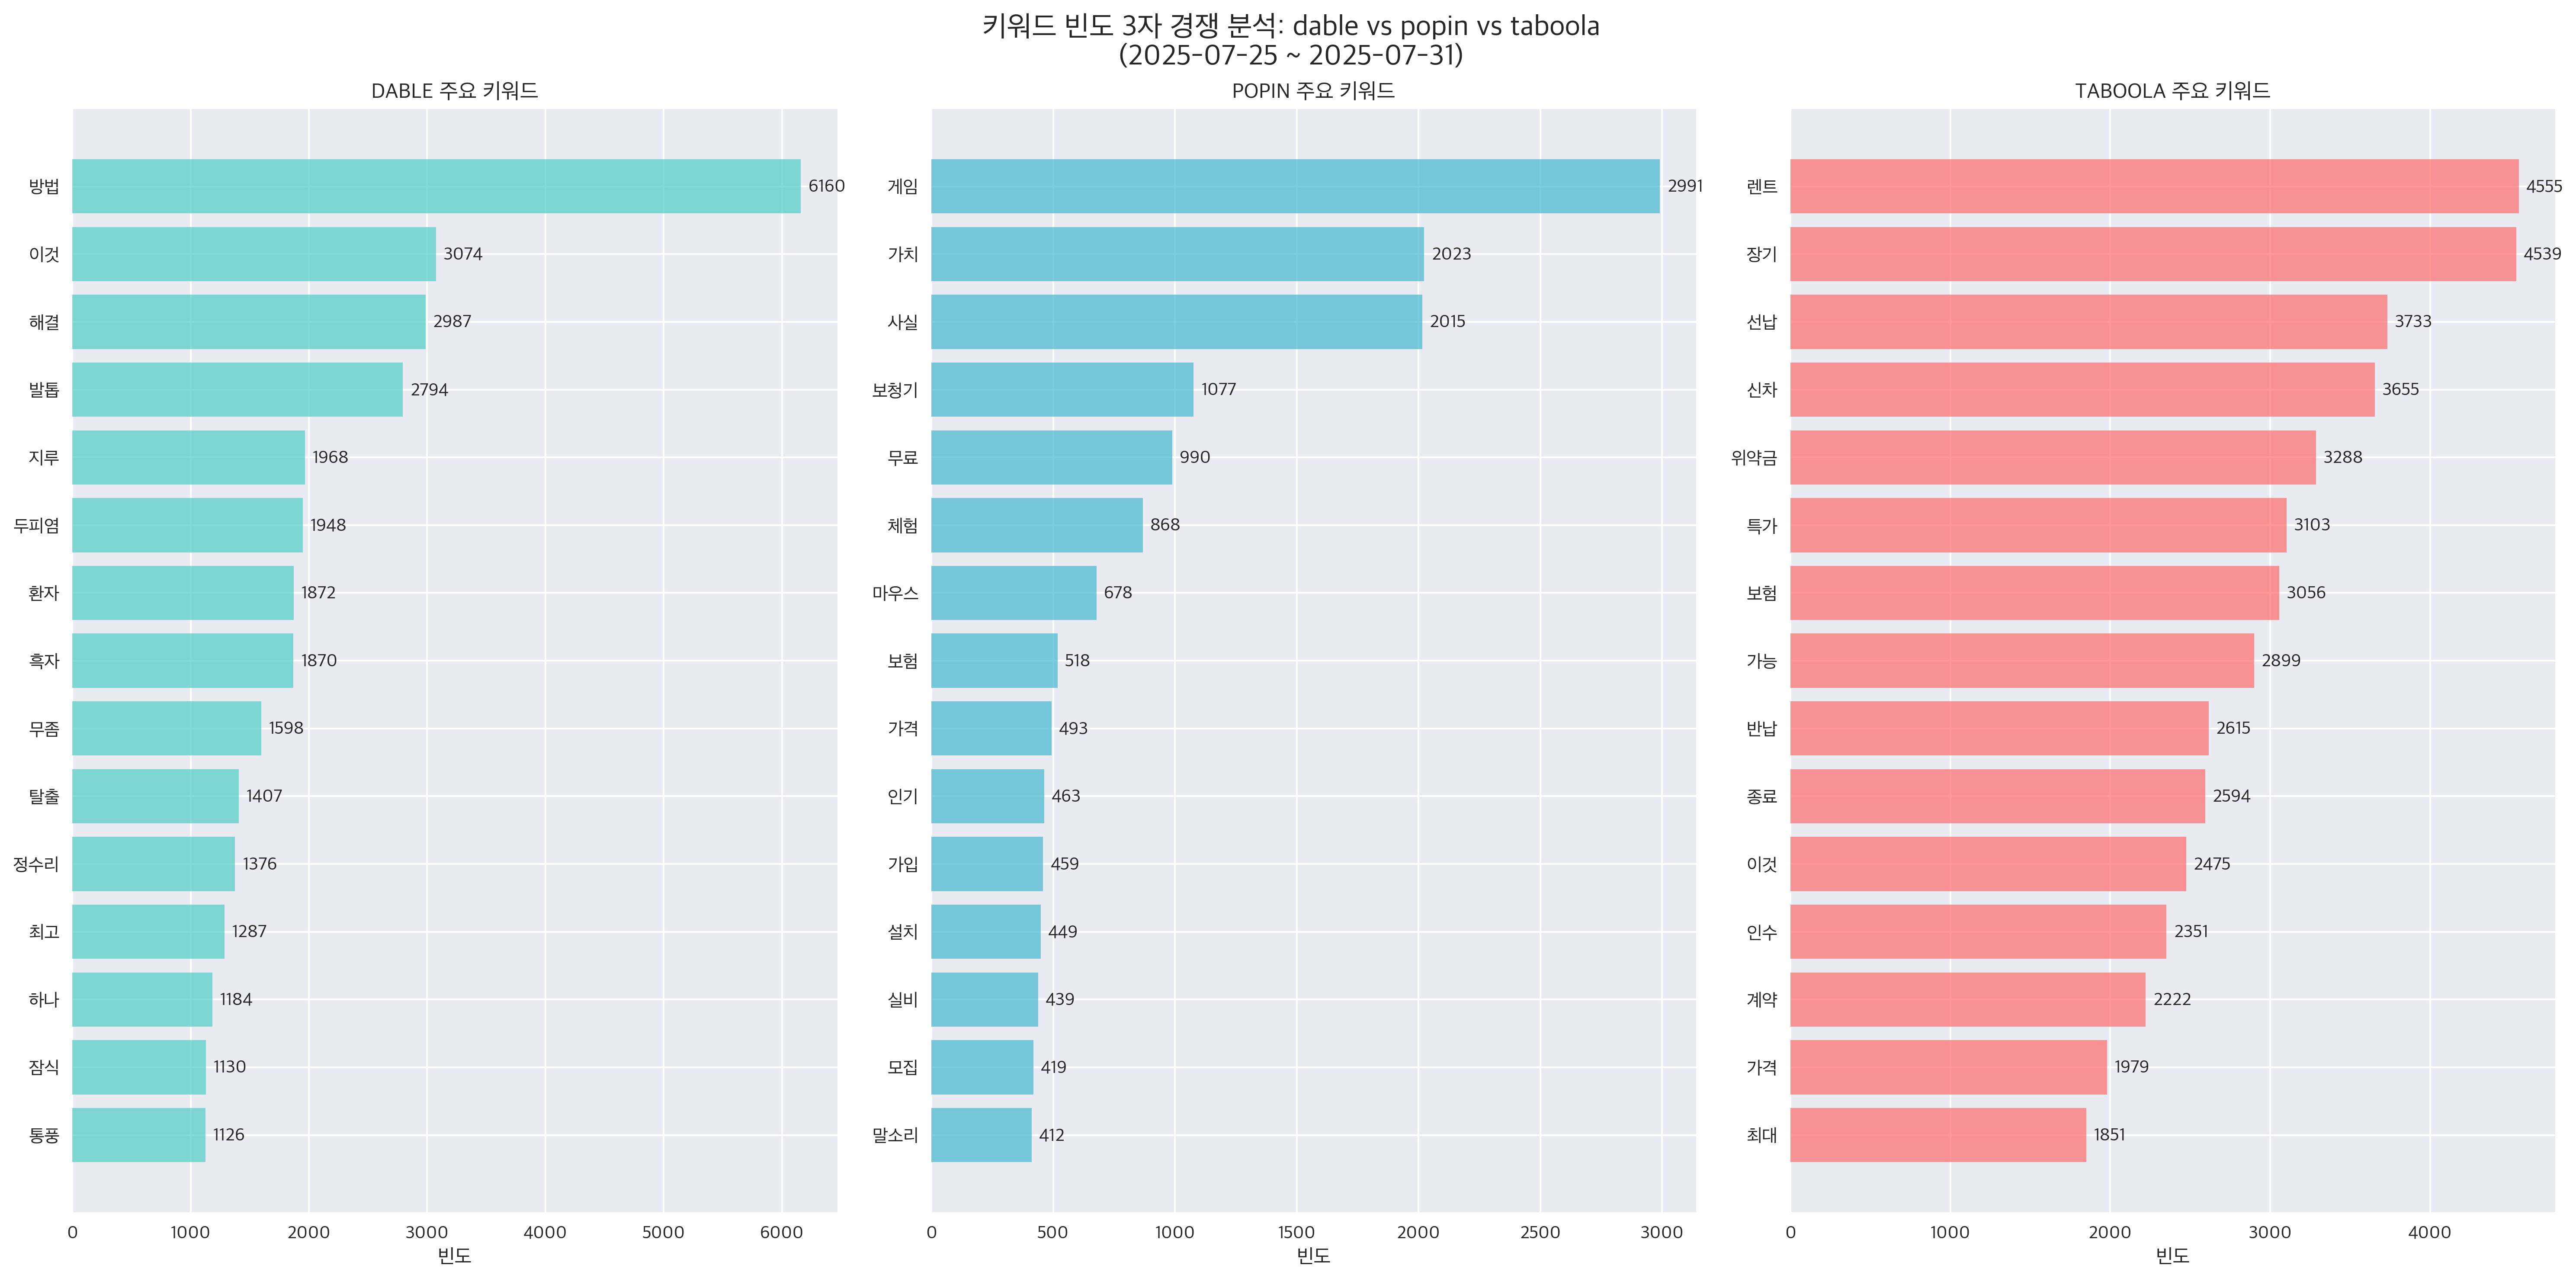 키워드 빈도 3자 경쟁 분석: dable vs popin vs taboola
(2025-07-25 ~ 2025-07-31)
DABLE 주요 키워드
방법 6160
이것 3074
해결 2987
발톱 2794
지루 1968
두피염 1948
환자 1872
흑자 1870
무좀 1598
탈출 1407
정수리 1376
최고 1287
하나 1184
잠식 1130
통풍 1126
0 1000 2000 3000 4000 5000 6000
빈도
POPIN 주요 키워드
게임 2991
가치 2023
사실 2015
보청기 1077
무료 990
체험 868
마우스 678
보험 518
가격 493
인기 463
가입 459
설치 449
실비 439
모집 419
말소리 412
0 500 1000 1500 2000 2500 3000
빈도
TABOOLA 주요 키워드
렌트 4555
장기 4539
선납 3733
신차 3655
위약금 3288
특가 3103
보험 3056
가능 2899
반납 2615
종료 2594
이것 2475
인수 2351
계약 2222
가격 1979
최대 1851
0 1000 2000 3000 4000
빈도